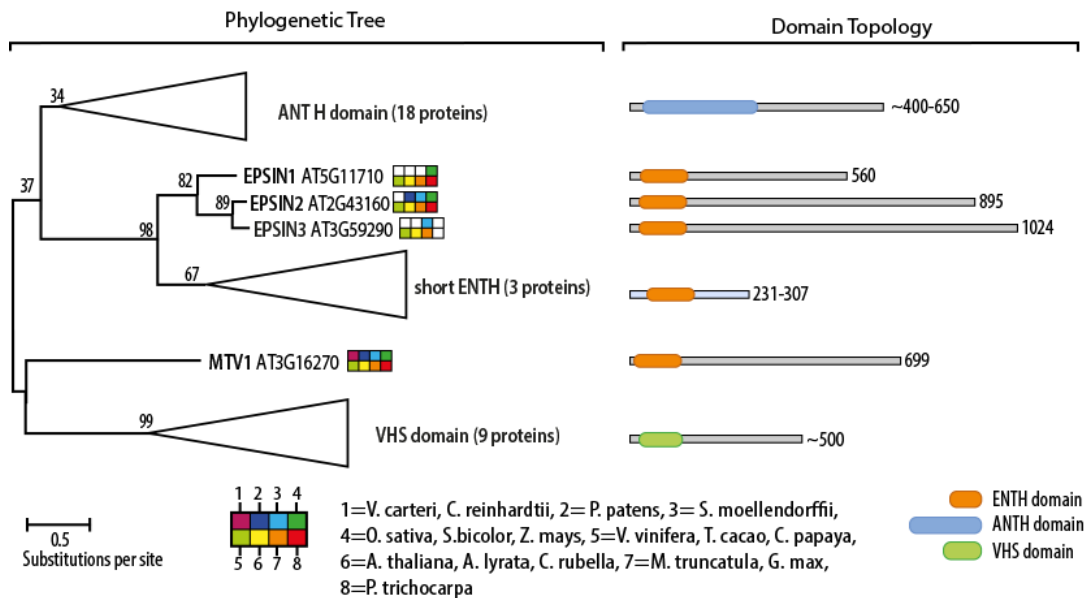 Phylogenetic Tree
Domain Topology
34
ANT H domain (18 proteins)
~400-650
37
82
EPSIN1 AT5G11710
560
89
EPSIN2 AT2G43160
895
98
EPSIN3 AT3G59290
1024
67
short ENTH (3 proteins)
231-307
MTV1 AT3G16270
699
99
VHS domain (9 proteins)
~500
1 2 3 4
5 6 7 8
0.5
Substitutions per site
1=V. carteri, C. reinhardtii, 2= P. patens, 3= S. moellendorffii,
4=O. sativa, S.bicolor, Z. mays, 5=V. vinifera, T. cacao, C. papaya,
6=A. thaliana, A. lyrata, C. rubella, 7=M. truncatula, G. max,
8=P. trichocarpa
ENTH domain
ANTH domain
VHS domain